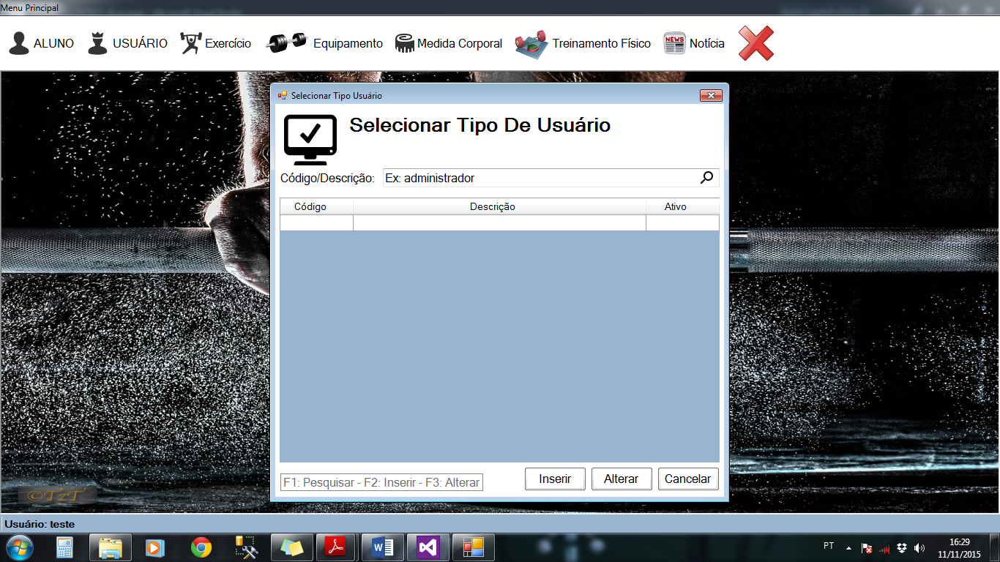 Menu Principal
ALUNO USUÁRIO Exercício Equipamento Medida Corporal Treinamento Físico NEWS Notícia
Selecionar Tipo Usuário
Selecionar Tipo De Usuário
Código/Descrição: Ex: administrador
Código Descrição Ativo
F1: Pesquisar - F2: Inserir - F3: Alterar
Inserir Alterar Cancelar
©TzT
Usuário: teste
PT
16:29
11/11/2015